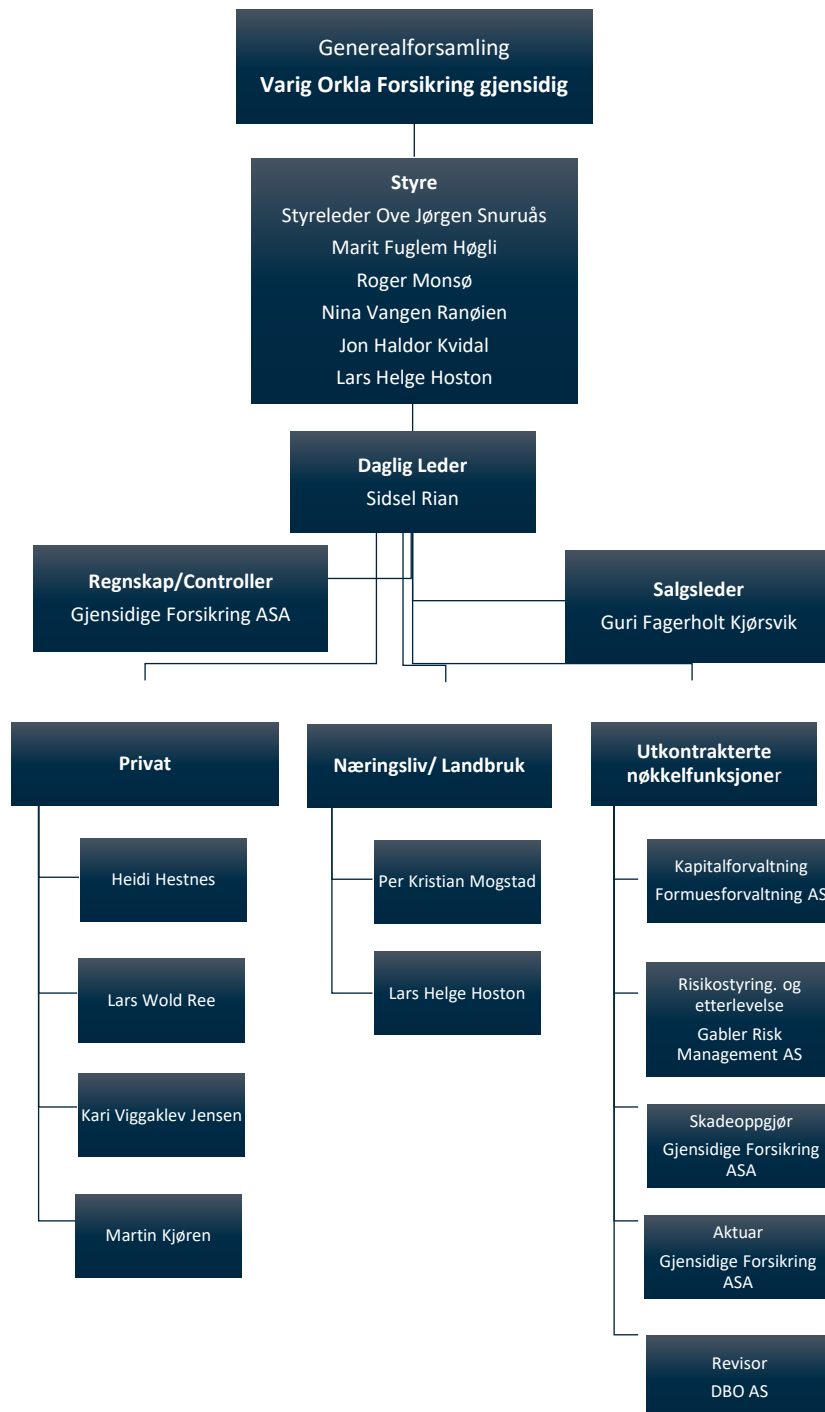 Generealforsamling
Varig Orkla Forsikring gjensidig
Styre
Styreleder Ove Jørgen Snuruås
Marit Fuglem Høgli
Roger Monsø
Nina Vangen Ranøien
Jon Haldor Kvidal
Lars Helge Hoston
Daglig Leder
Sidsel Rian
Regnskap/Controller
Gjensidige Forsikring ASA
Salgsleder
Guri Fagerholt Kjørsvik
Privat
Heidi Hestnes
Lars Wold Ree
Kari Viggaklev Jensen
Martin Kjøren
Næringsliv/ Landbruk
Per Kristian Mogstad
Lars Helge Hoston
Utkontrakterte
nøkkelfunksjoner
Kapitalforvaltning
Formuesforvaltning AS
Risikostyring. og
etterlevelse
Gabler Risk
Management AS
Skadeoppgjør
Gjensidige Forsikring
ASA
Aktuar
Gjensidige Forsikring
ASA
Revisor
DBO AS